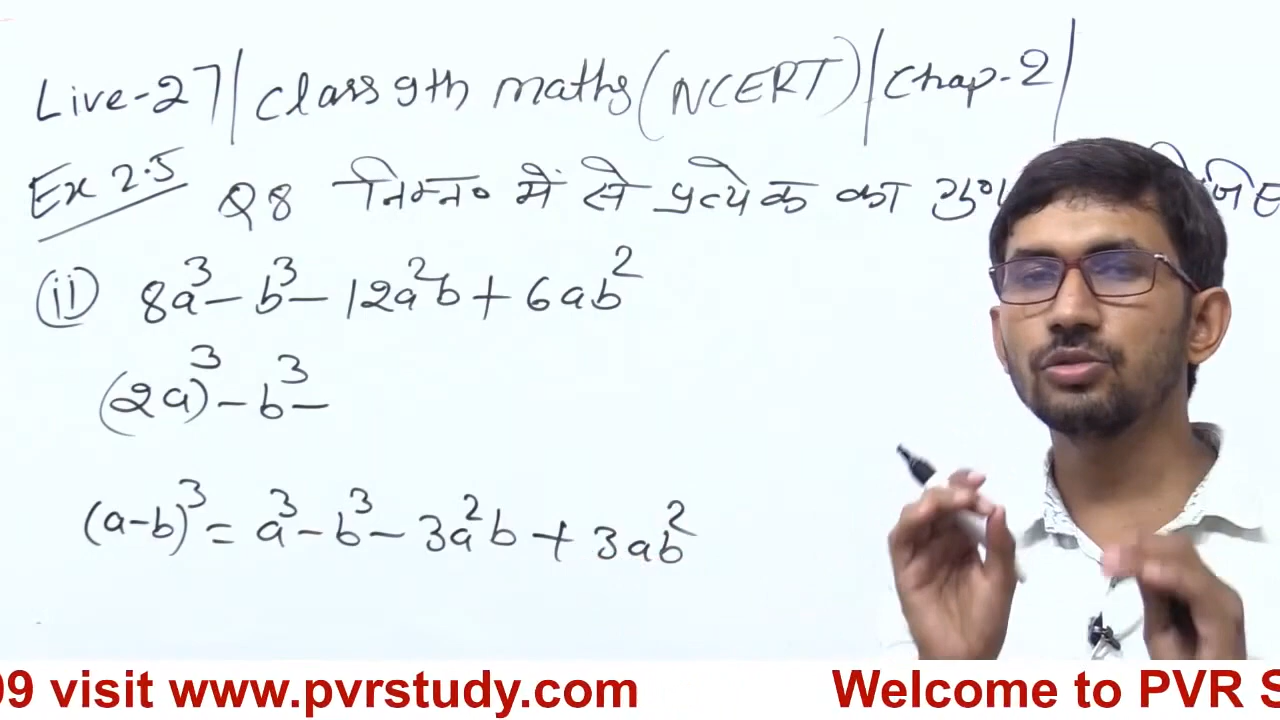 Live-27 | Class 9th maths (NCERT) | Chap-2 |
Ex 2.5 Q8 निम्न० में से प्रत्येक का
(ii) 8a³ - b³ - 12a²b + 6ab²
(2a)³ - b³ -
(a-b)³ = a³ - b³ - 3a²b + 3ab²
09 visit www.pvrstudy.com Welcome to PVR S